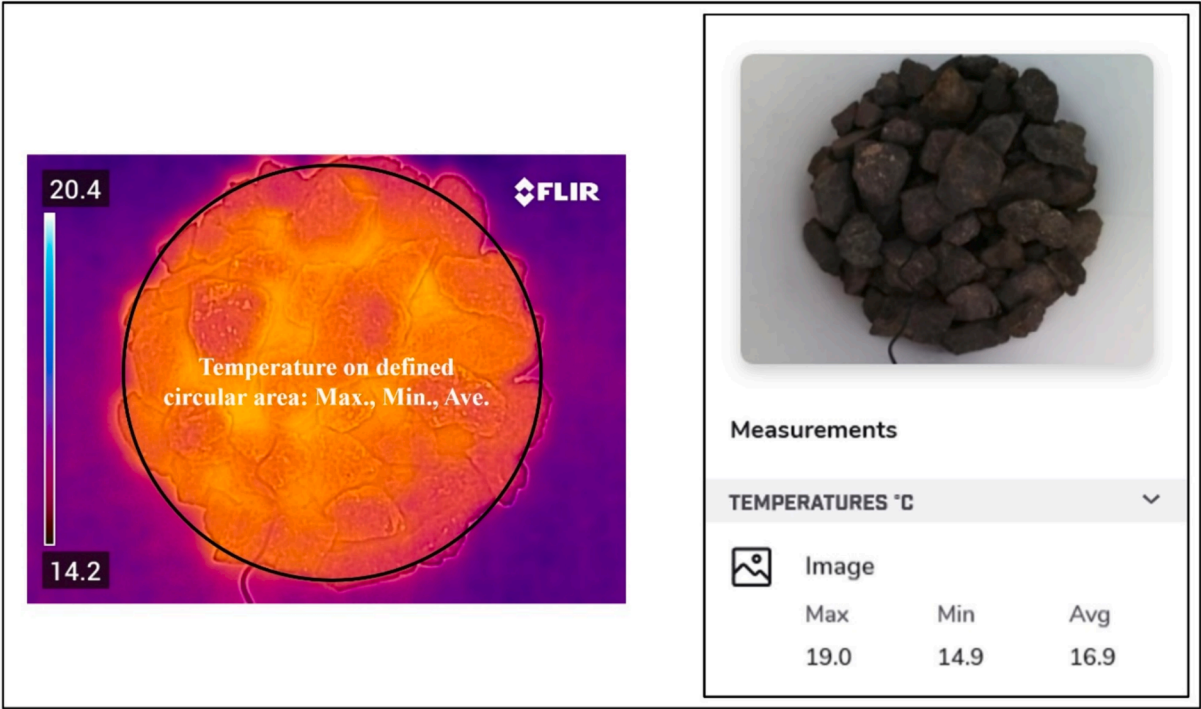 20.4
FLIR
Temperature on defined
circular area: Max., Min., Ave.
14.2
Measurements
TEMPERATURES °C
Image
Max Min Avg
19.0 14.9 16.9